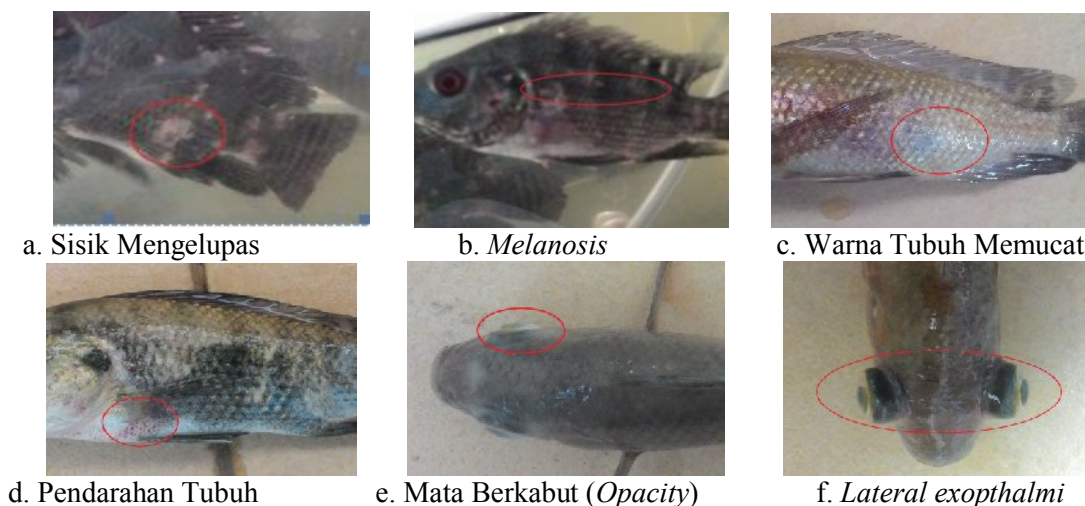 a. Sisik Mengelupas
b. Melanosis
c. Warna Tubuh Memucat
d. Pendarahan Tubuh
e. Mata Berkabut (Opacity)
f. Lateral exopthalmi